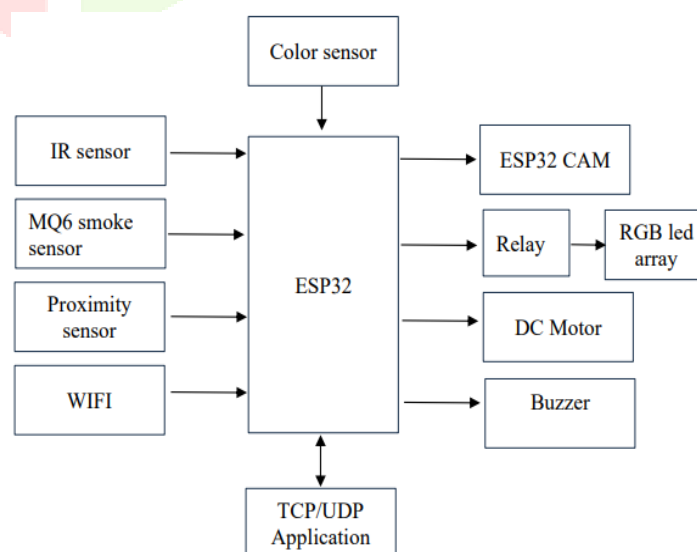 Color sensor
IR sensor
MQ6 smoke
sensor
Proximity
sensor
WIFI
ESP32
ESP32 CAM
Relay
RGB led
array
DC Motor
Buzzer
TCP/UDP
Application